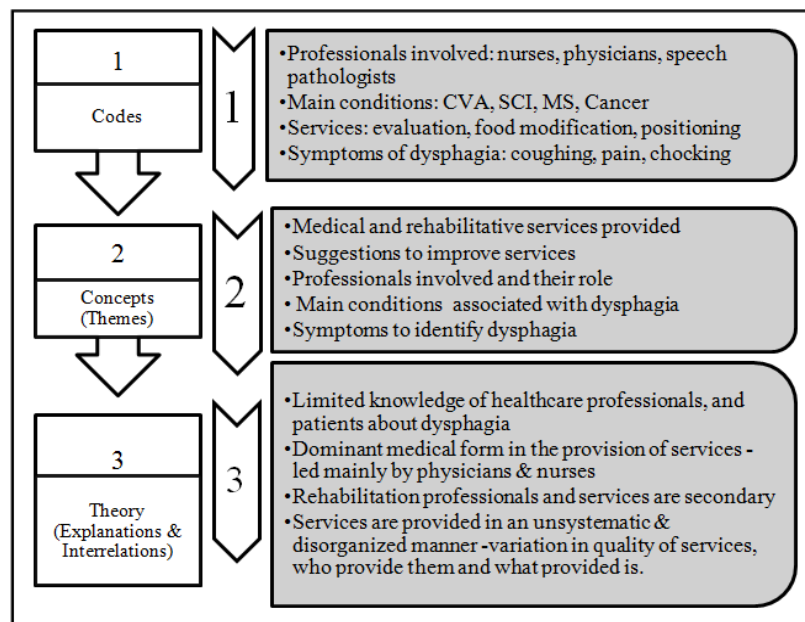 1
Codes
1
•Professionals involved: nurses, physicians, speech
pathologists
•Main conditions: CVA, SCI, MS, Cancer
•Services: evaluation, food modification, positioning
•Symptoms of dysphagia: coughing, pain, chocking
2
Concepts
(Themes)
2
•Medical and rehabilitative services provided
•Suggestions to improve services
•Professionals involved and their role
• Main conditions associated with dysphagia
•Symptoms to identify dysphagia
3
Theory
(Explanations &
Interrelations)
3
•Limited knowledge of healthcare professionals, and
patients about dysphagia
•Dominant medical form in the provision of services -
led mainly by physicians & nurses
•Rehabilitation professionals and services are secondary
•Services are provided in an unsystematic &
disorganized manner -variation in quality of services,
who provide them and what provided is.